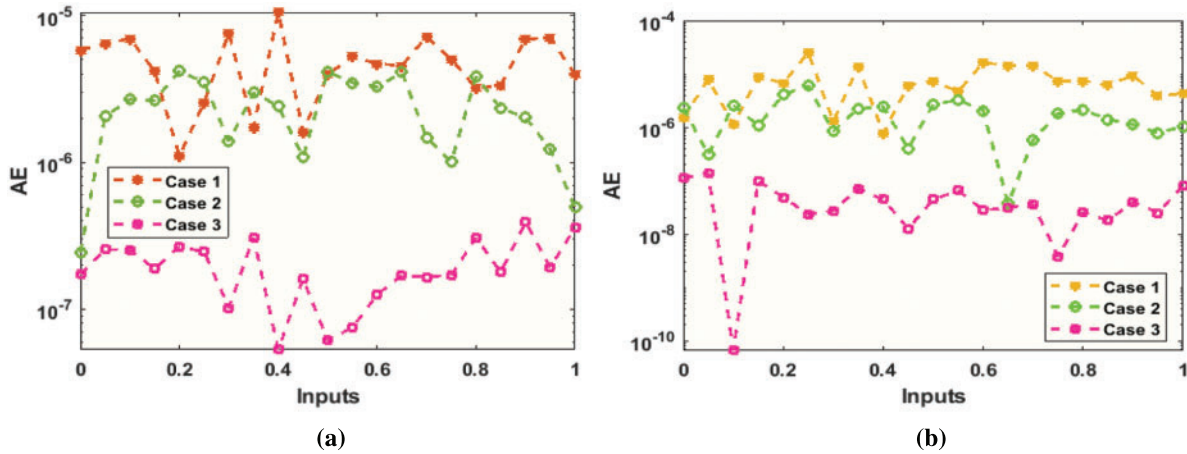 10^-5
10^-6
10^-7
AE
Case 1
Case 2
Case 3
0 0.2 0.4 0.6 0.8 1
Inputs
(a)
10^-4
10^-6
10^-8
10^-10
AE
Case 1
Case 2
Case 3
0 0.2 0.4 0.6 0.8 1
Inputs
(b)